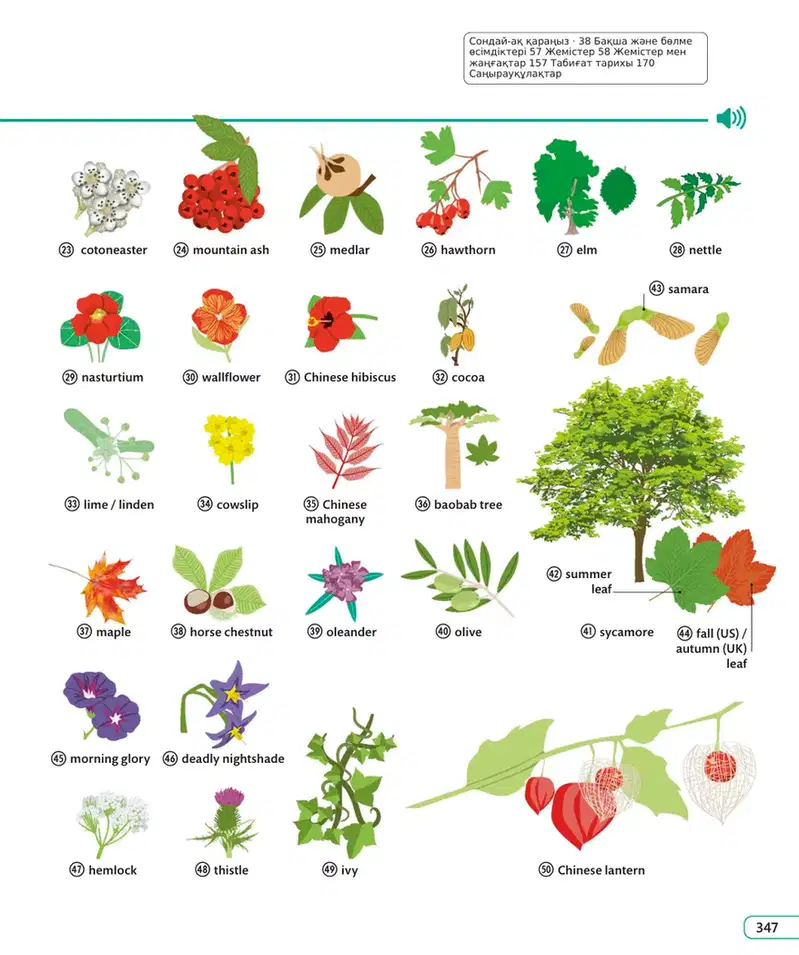 Сондай-ақ қараңыз · 38 Бақша және бөлме
өсімдіктері 57 Жемістер 58 Жемістер мен
жаңғақтар 157 Табиғат тарихы 170
Саңырауқұлақтар
23 cotoneaster
24 mountain ash
25 medlar
26 hawthorn
27 elm
28 nettle
43 samara
29 nasturtium
30 wallflower
31 Chinese hibiscus
32 cocoa
33 lime / linden
34 cowslip
35 Chinese
mahogany
36 baobab tree
42 summer
leaf
37 maple
38 horse chestnut
39 oleander
40 olive
41 sycamore
44 fall (US) /
autumn (UK)
leaf
45 morning glory
46 deadly nightshade
47 hemlock
48 thistle
49 ivy
50 Chinese lantern
347